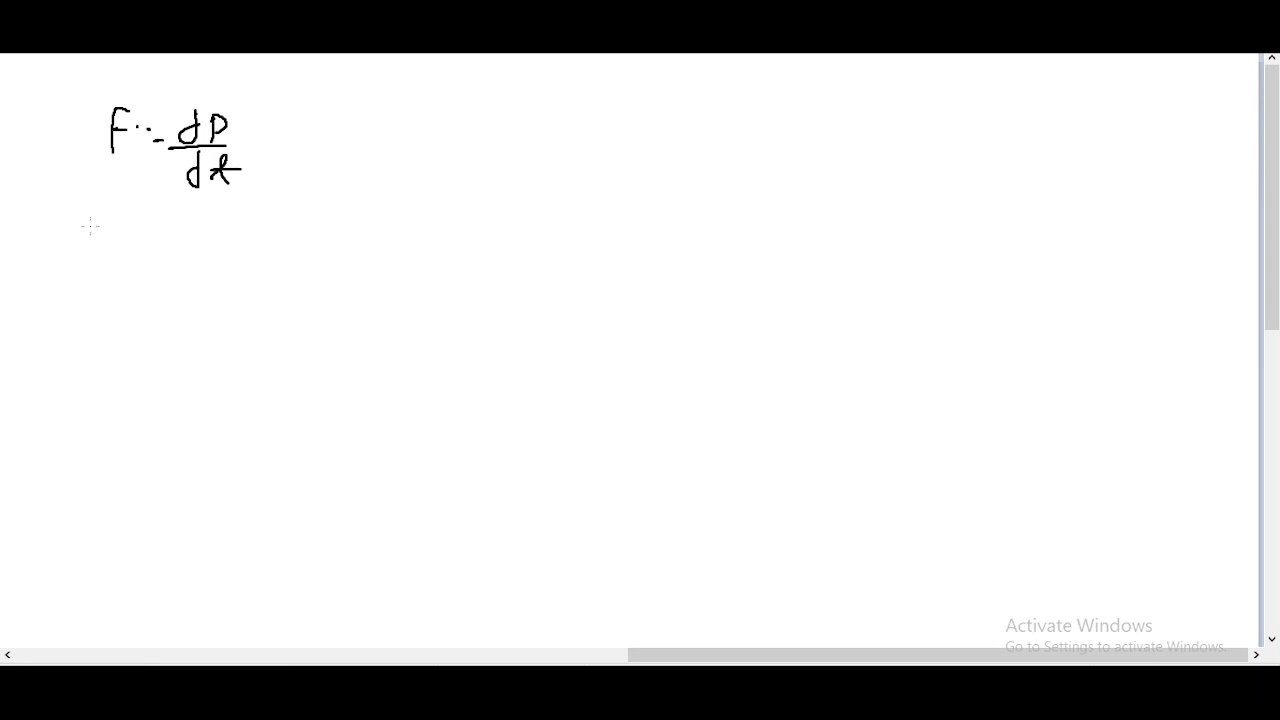 F = dP/dt
Activate Windows
Go to Settings to activate Windows.